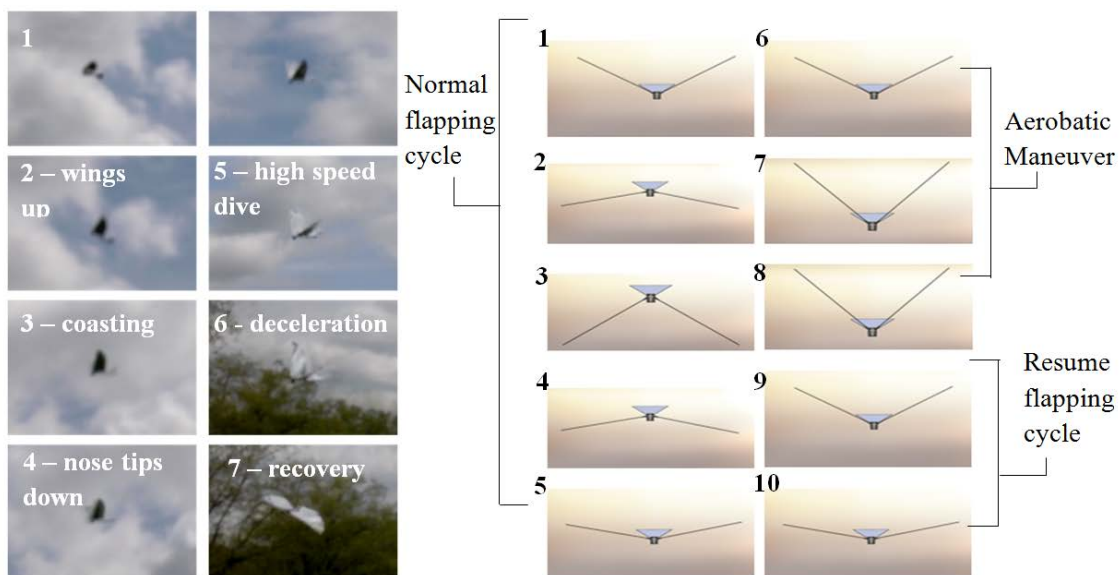 1
2 – wings
up
3 – coasting
4 – nose tips
down
5 – high speed
dive
6 - deceleration
7 – recovery
Normal
flapping
cycle
1
2
3
4
5
6
7
8
9
10
Aerobatic
Maneuver
Resume
flapping
cycle